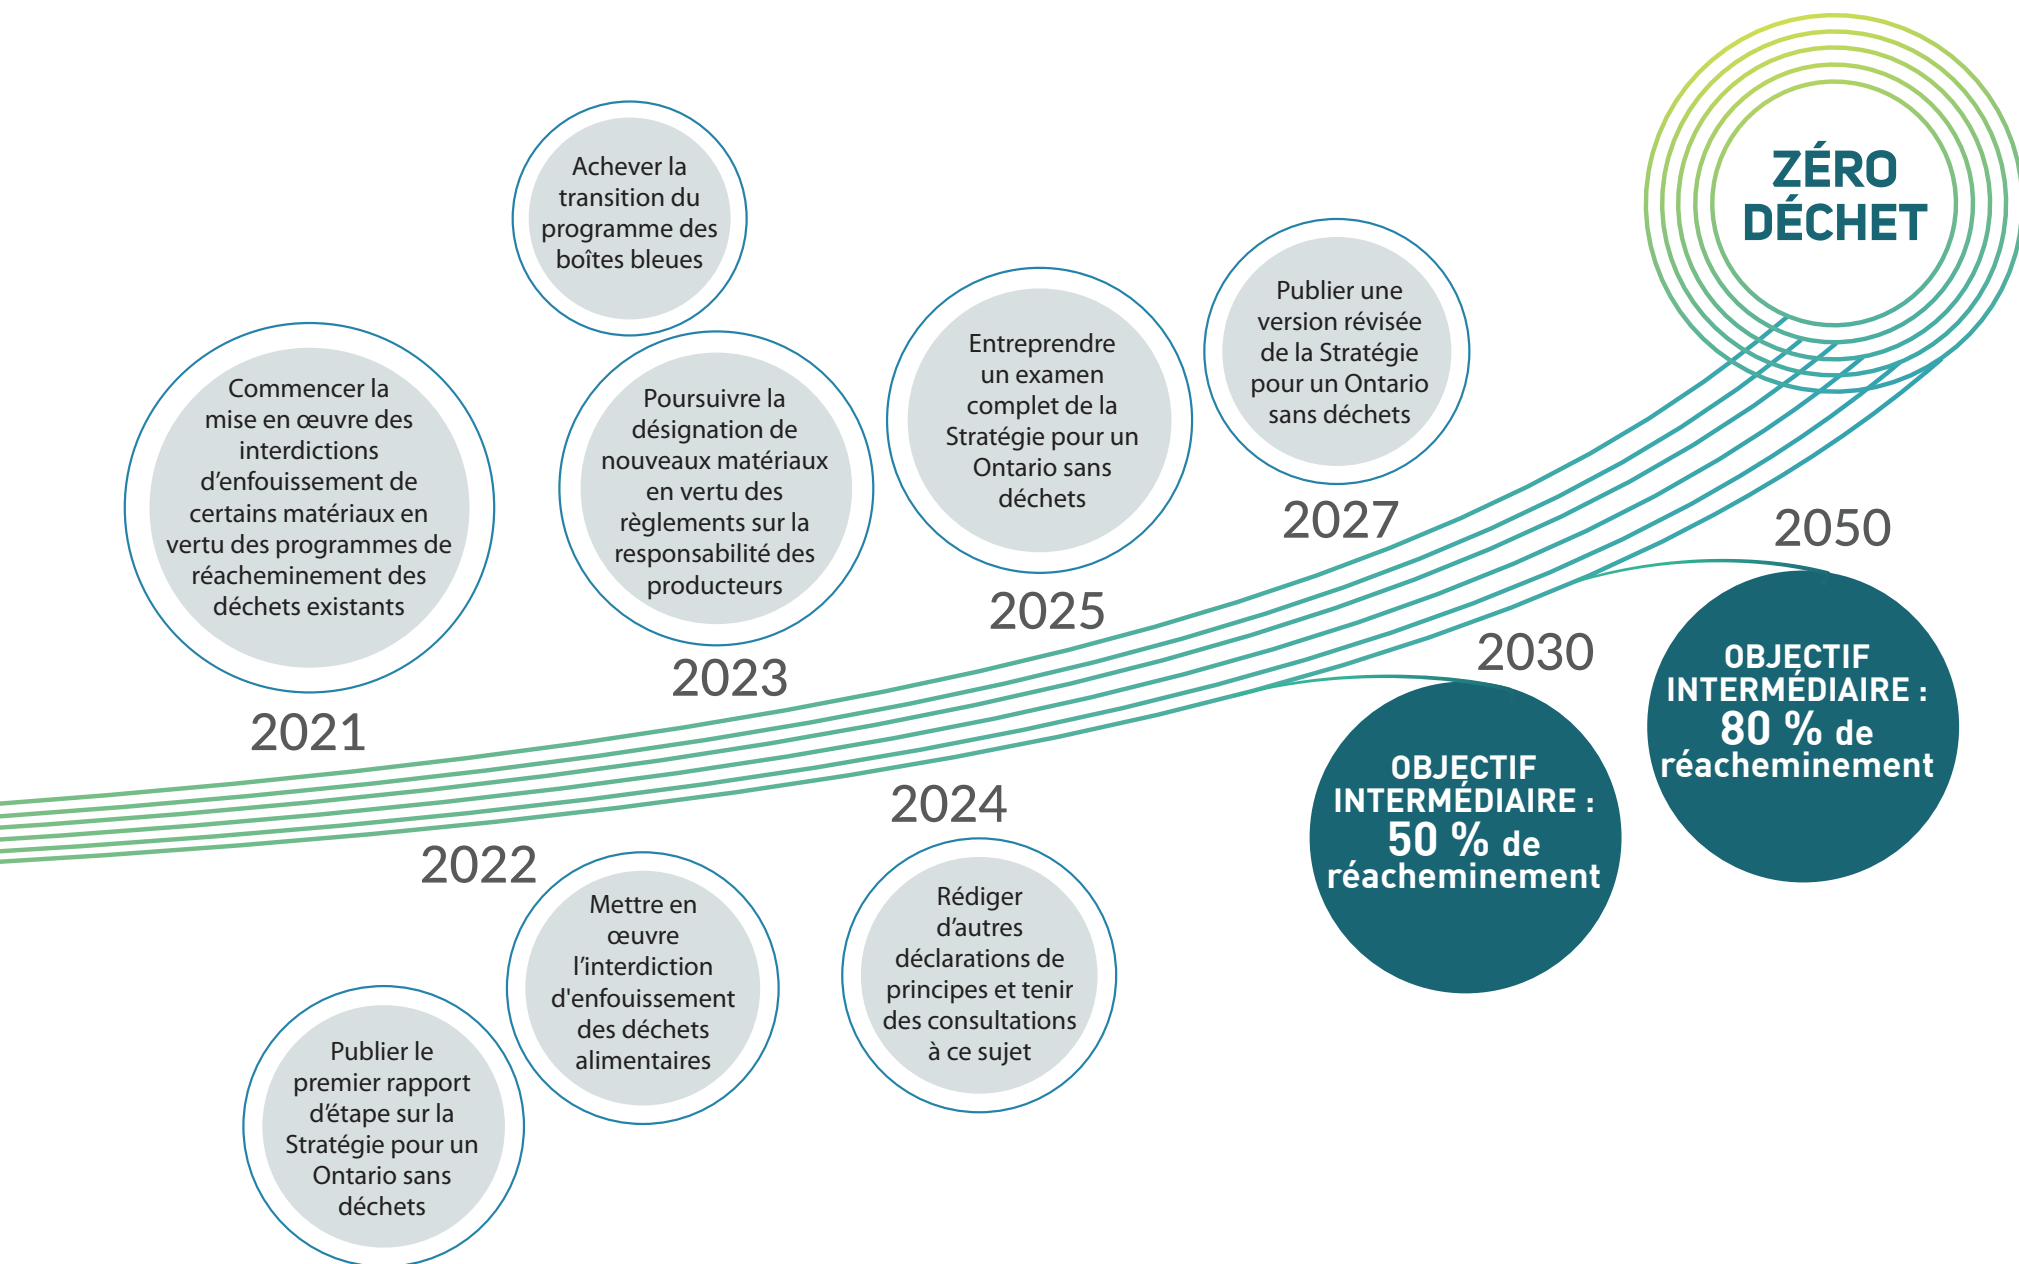 ZÉRO
DÉCHET
Achever la
transition du
programme des
boîtes bleues
Commencer la
mise en œuvre des
interdictions
d'enfouissement de
certains matériaux en
vertu des programmes de
réacheminement des
déchets existants
2021
Poursuivre la
désignation de
nouveaux matériaux
en vertu des
règlements sur la
responsabilité des
producteurs
2023
Entreprendre
un examen
complet de la
Stratégie pour un
Ontario sans
déchets
2025
Publier une
version révisée
de la Stratégie
pour un Ontario
sans déchets
2027
2050
OBJECTIF
INTERMÉDIAIRE :
80 % de
réacheminement
2030
OBJECTIF
INTERMÉDIAIRE :
50 % de
réacheminement
2022
Publier le
premier rapport
d’étape sur la
Stratégie pour un
Ontario sans
déchets
Mettre en
œuvre
l’interdiction
d'enfouissement
des déchets
alimentaires
2024
Rédiger
d’autres
déclarations de
principes et tenir
des consultations
à ce sujet